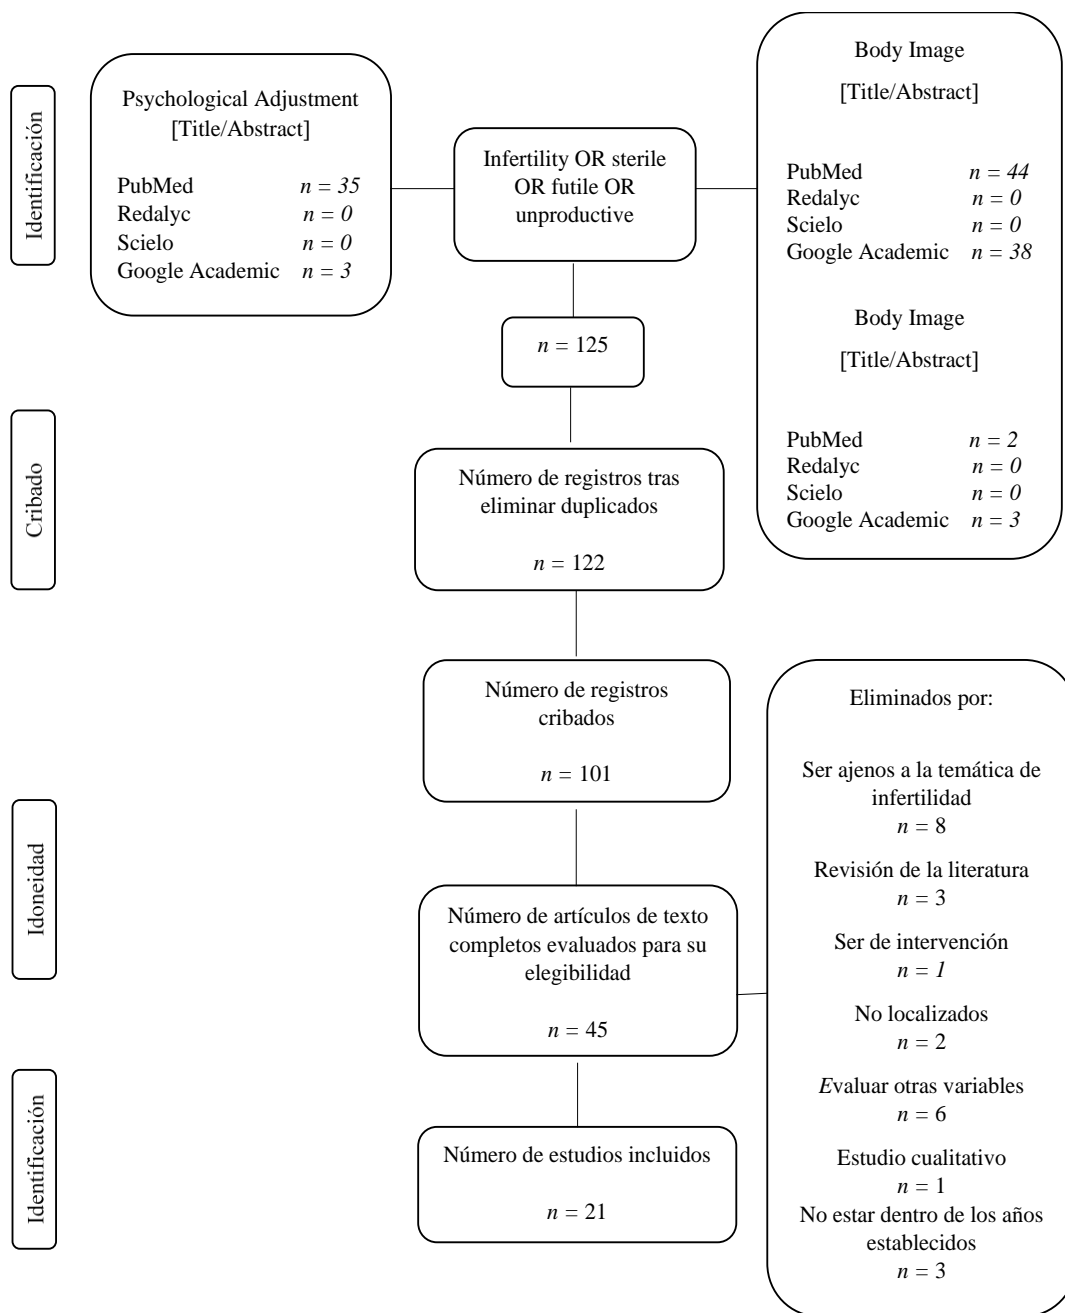 Identificación
Psychological Adjustment
[Title/Abstract]
PubMed n = 35
Redalyc n = 0
Scielo n = 0
Google Academic n = 3
Infertility OR sterile
OR futile OR
unproductive
Body Image
[Title/Abstract]
PubMed n = 44
Redalyc n = 0
Scielo n = 0
Google Academic n = 38
Body Image
[Title/Abstract]
PubMed n = 2
Redalyc n = 0
Scielo n = 0
Google Academic n = 3
n = 125
Cribado
Número de registros tras
eliminar duplicados
n = 122
Número de registros
cribados
n = 101
Idoneidad
Número de artículos de texto
completos evaluados para su
elegibilidad
n = 45
Eliminados por:
Ser ajenos a la temática de
infertilidad
n = 8
Revisión de la literatura
n = 3
Ser de intervención
n = 1
No localizados
n = 2
Evaluar otras variables
n = 6
Estudio cualitativo
n = 1
No estar dentro de los años
establecidos
n = 3
Identificación
Número de estudios incluidos
n = 21